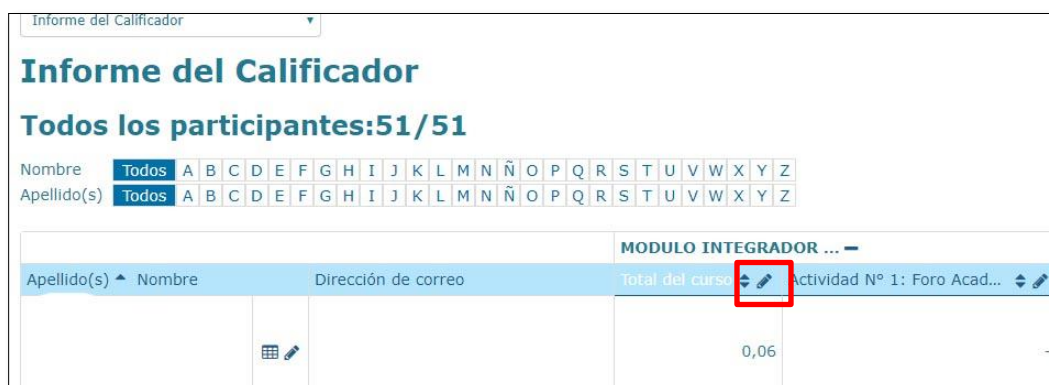 Informe del Calificador
Informe del Calificador
Todos los participantes:51/51
Nombre Todos A B C D E F G H I J K L M N Ñ O P Q R S T U V W X Y Z
Apellido(s) Todos A B C D E F G H I J K L M N Ñ O P Q R S T U V W X Y Z
MODULO INTEGRADOR ...
Apellido(s) Nombre Dirección de correo Total del curso Actividad N° 1: Foro Acad...
0,06 -